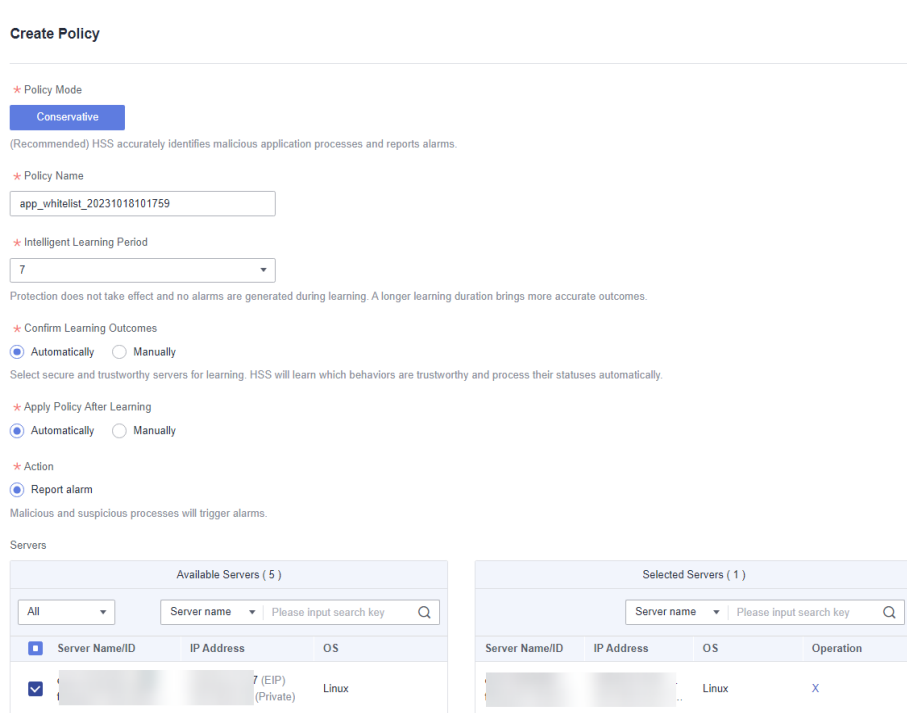 Create Policy
* Policy Mode
Conservative
(Recommended) HSS accurately identifies malicious application processes and reports alarms.
* Policy Name
app_whitelist_20231018101759
* Intelligent Learning Period
7
Protection does not take effect and no alarms are generated during learning. A longer learning duration brings more accurate outcomes.
* Confirm Learning Outcomes
Automatically Manually
Select secure and trustworthy servers for learning. HSS will learn which behaviors are trustworthy and process their statuses automatically.
* Apply Policy After Learning
Automatically Manually
* Action
Report alarm
Malicious and suspicious processes will trigger alarms.
Servers
Available Servers ( 5 ) Selected Servers ( 1 )
All Server name Please input search key Server name Please input search key
Server Name/ID IP Address OS Server Name/ID IP Address OS Operation
7 (EIP)
(Private) Linux Linux X